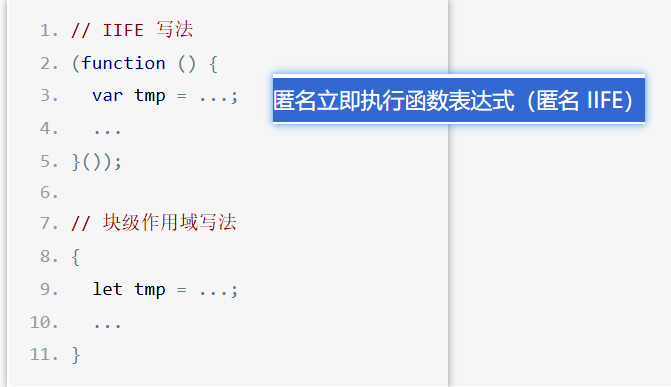 1. // IIFE 写法
2. (function () {
3. var tmp = ...;
匿名立即执行函数表达式（匿名 IIFE）
4. ...
5. }());
6.
7. // 块级作用域写法
8. {
9. let tmp = ...;
10. ...
11. }